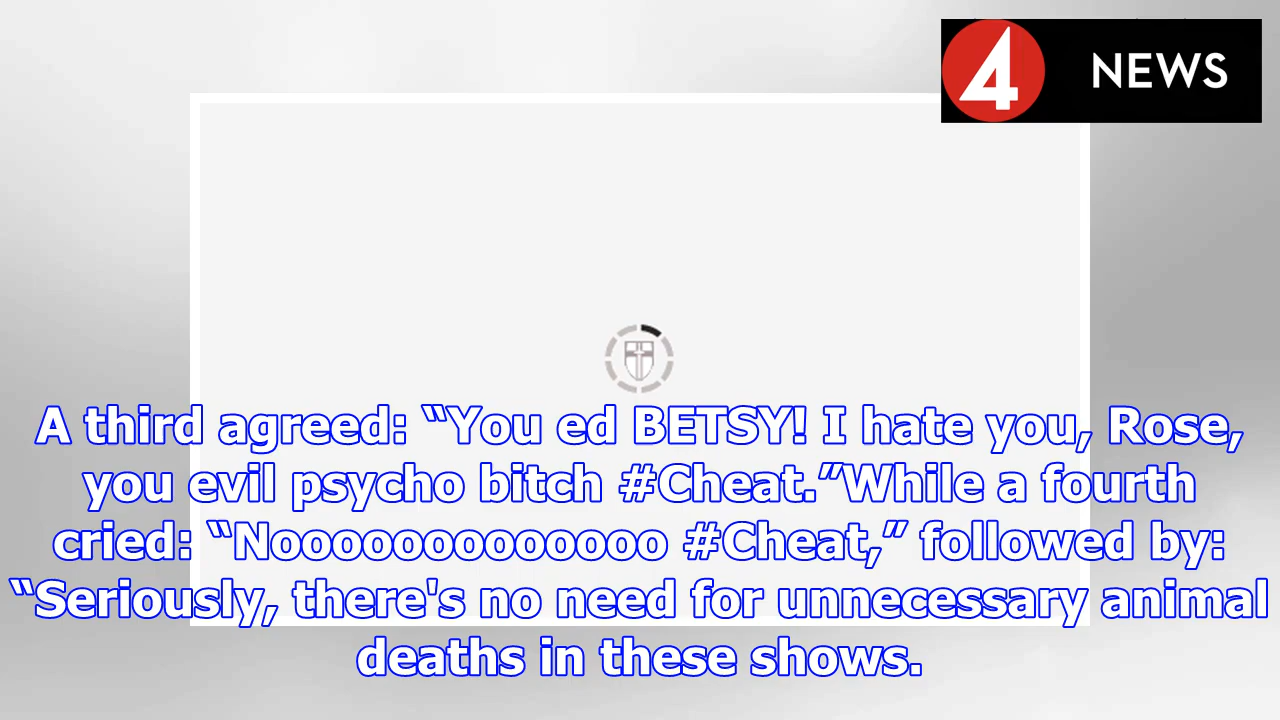 4 NEWS
A third agreed: “You ed BETSY! I hate you, Rose,
you evil psycho bitch #Cheat.”While a fourth
cried: “Nooooooooooooo #Cheat,” followed by:
“Seriously, there's no need for unnecessary animal
deaths in these shows.